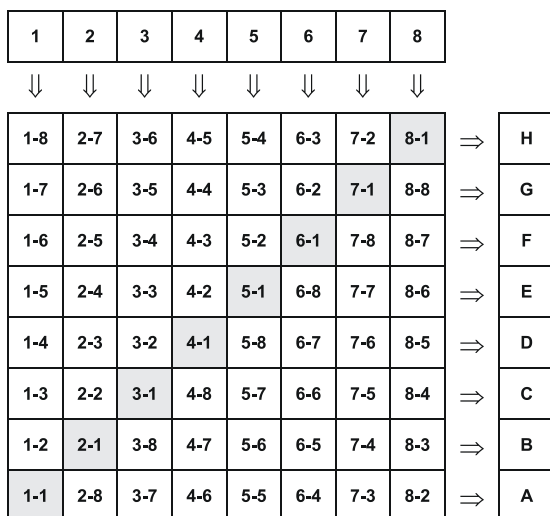 1 2 3 4 5 6 7 8
⇓ ⇓ ⇓ ⇓ ⇓ ⇓ ⇓ ⇓
1-8 2-7 3-6 4-5 5-4 6-3 7-2 8-1 ⇒ H
1-7 2-6 3-5 4-4 5-3 6-2 7-1 8-8 ⇒ G
1-6 2-5 3-4 4-3 5-2 6-1 7-8 8-7 ⇒ F
1-5 2-4 3-3 4-2 5-1 6-8 7-7 8-6 ⇒ E
1-4 2-3 3-2 4-1 5-8 6-7 7-6 8-5 ⇒ D
1-3 2-2 3-1 4-8 5-7 6-6 7-5 8-4 ⇒ C
1-2 2-1 3-8 4-7 5-6 6-5 7-4 8-3 ⇒ B
1-1 2-8 3-7 4-6 5-5 6-4 7-3 8-2 ⇒ A